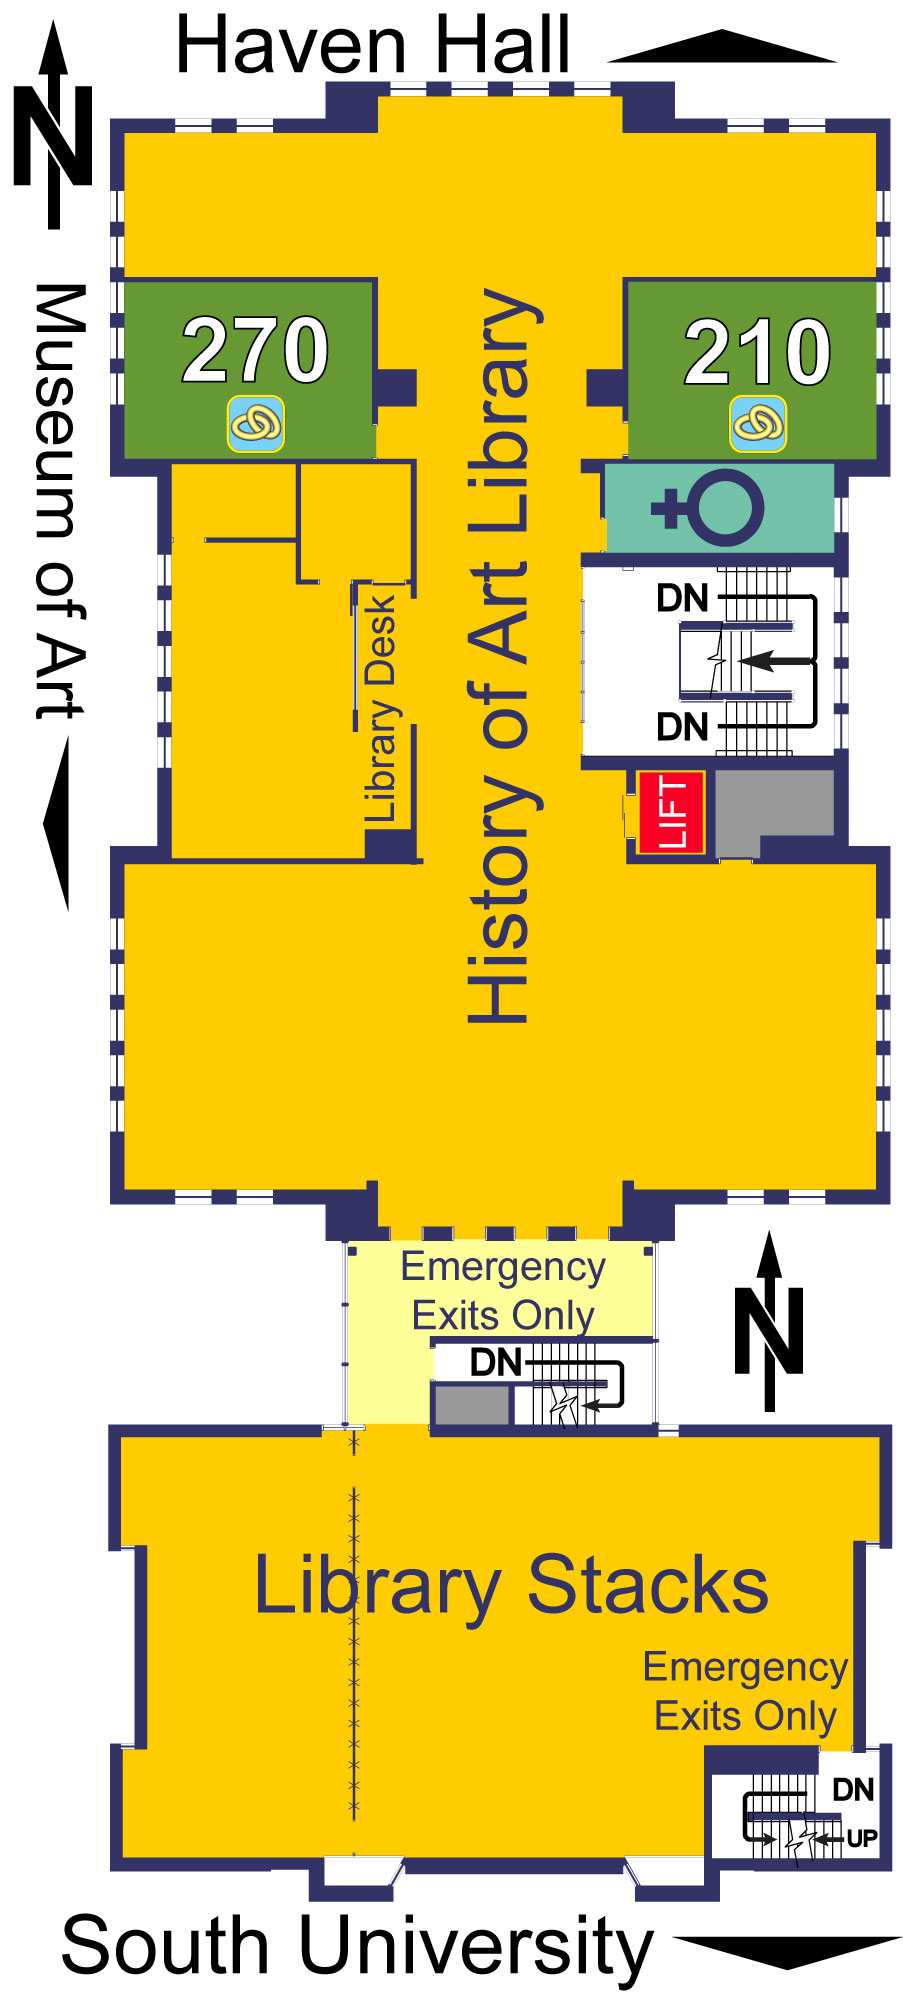 Haven Hall
N
Museum of Art
270
210
History of Art Library
DN
Library Desk
DN
LIFT
Emergency
Exits Only
N
DN
Library Stacks
Emergency
Exits Only
DN
UP
South University